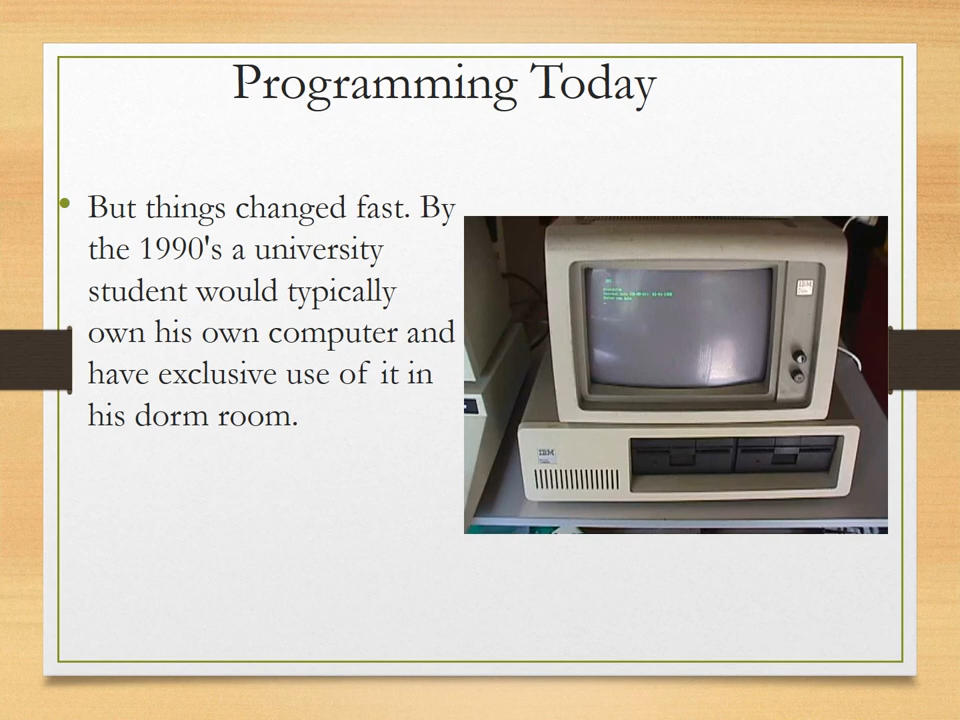 Programming Today
• But things changed fast. By
the 1990's a university
student would typically
own his own computer and
have exclusive use of it in
his dorm room.
IBM
IBM